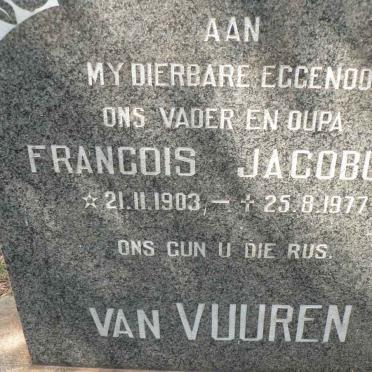 AAN
MY DIERBARE EGGENOO
ONS VADER EN OUPA
FRANCOIS JACOBU
☆ 21.11.1903, – ✝ 25.8.1977
ONS GUN U DIE RUS.
VAN VUUREN